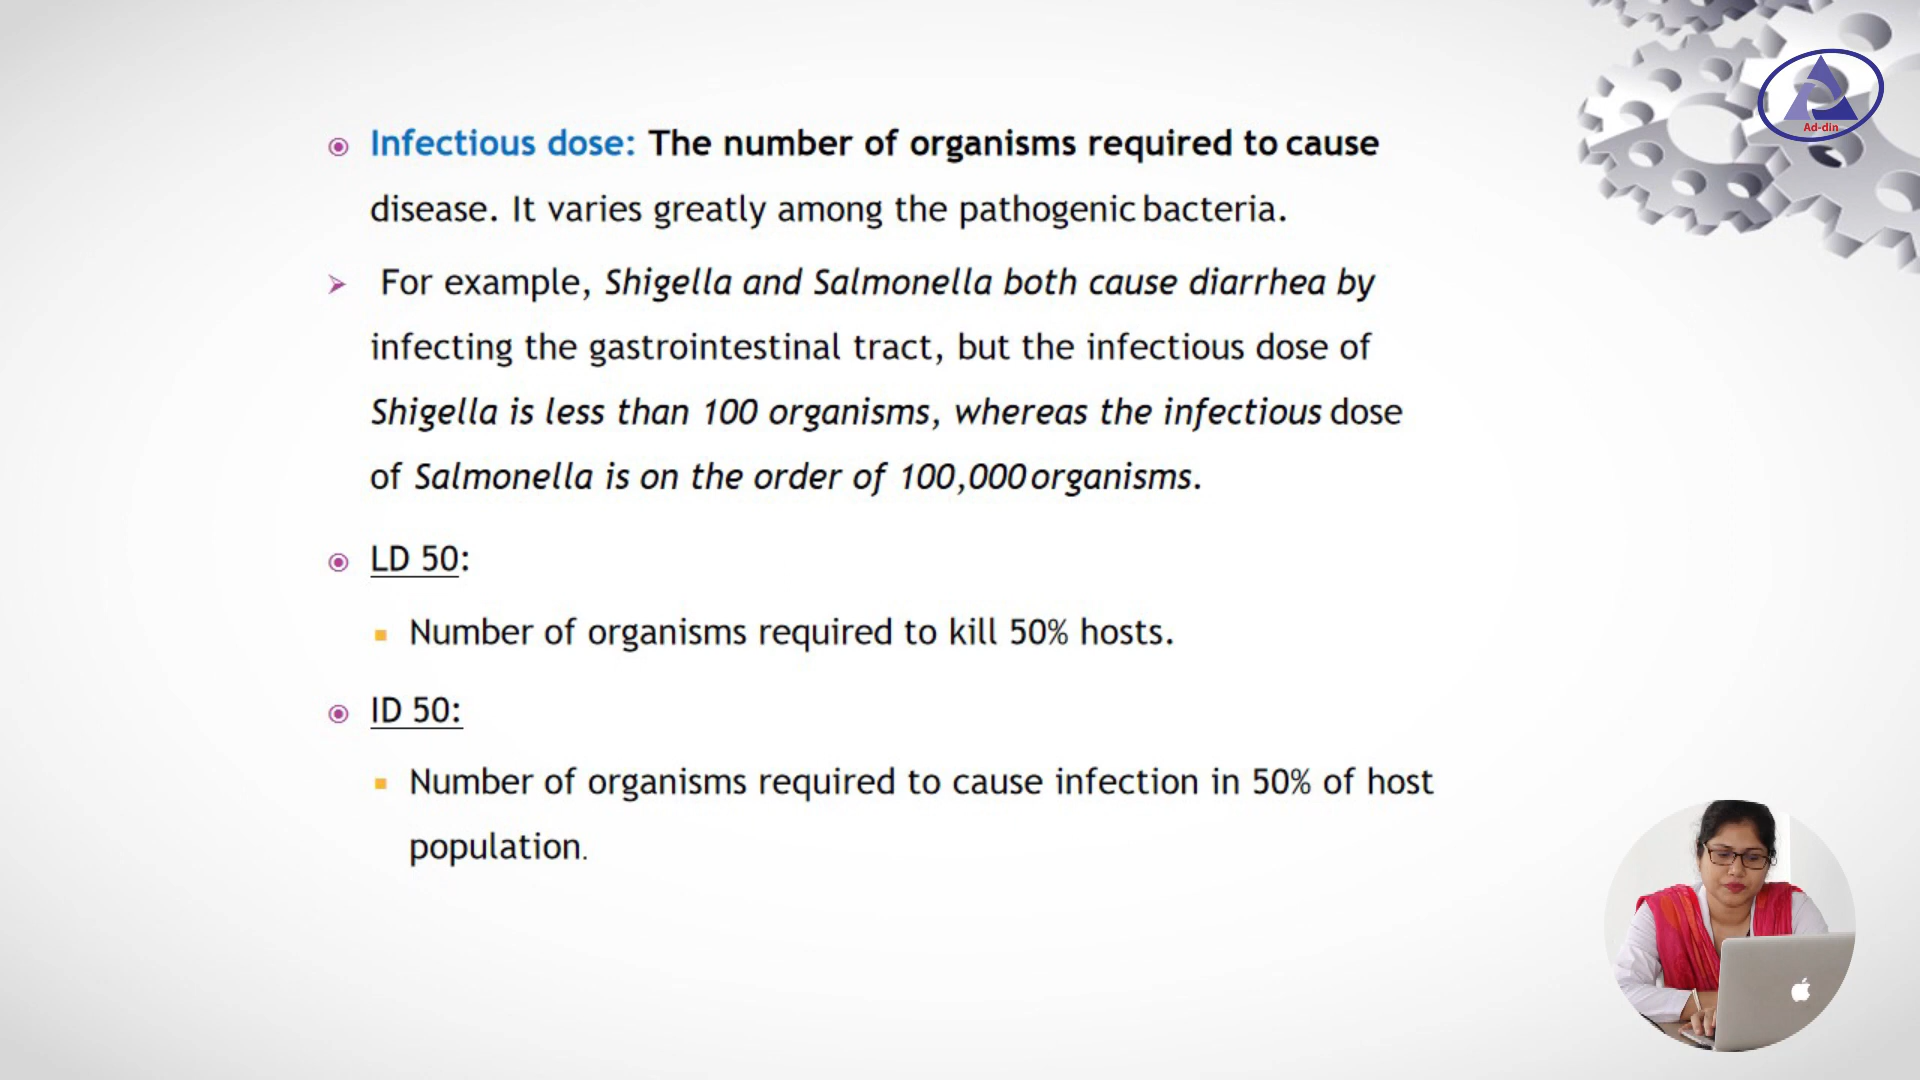 Ad-din
Infectious dose: The number of organisms required to cause
disease. It varies greatly among the pathogenic bacteria.
For example, Shigella and Salmonella both cause diarrhea by
infecting the gastrointestinal tract, but the infectious dose of
Shigella is less than 100 organisms, whereas the infectious dose
of Salmonella is on the order of 100,000 organisms.
LD 50:
Number of organisms required to kill 50% hosts.
ID 50:
Number of organisms required to cause infection in 50% of host
population.